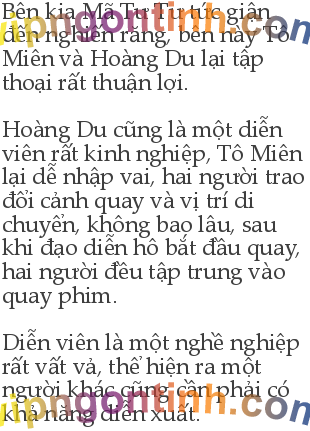 Bên kia Mã Tư Tư tức giận
đến nghiến răng, bên này Tô
Miên và Hoàng Du lại tập
thoại rất thuận lợi.
Hoàng Du cũng là một diễn
viên rất kinh nghiệp, Tô Miên
lại dễ nhập vai, hai người trao
đổi cảnh quay và vị trí di
chuyển, không bao lâu, sau
khi đạo diễn hô bắt đầu quay,
hai người đều tập trung vào
quay phim.
Diễn viên là một nghề nghiệp
rất vất vả, thể hiện ra một
người khác cũng cần phải có
khả năng diễn xuất.
vipngontinh.com
vipngontinh.com